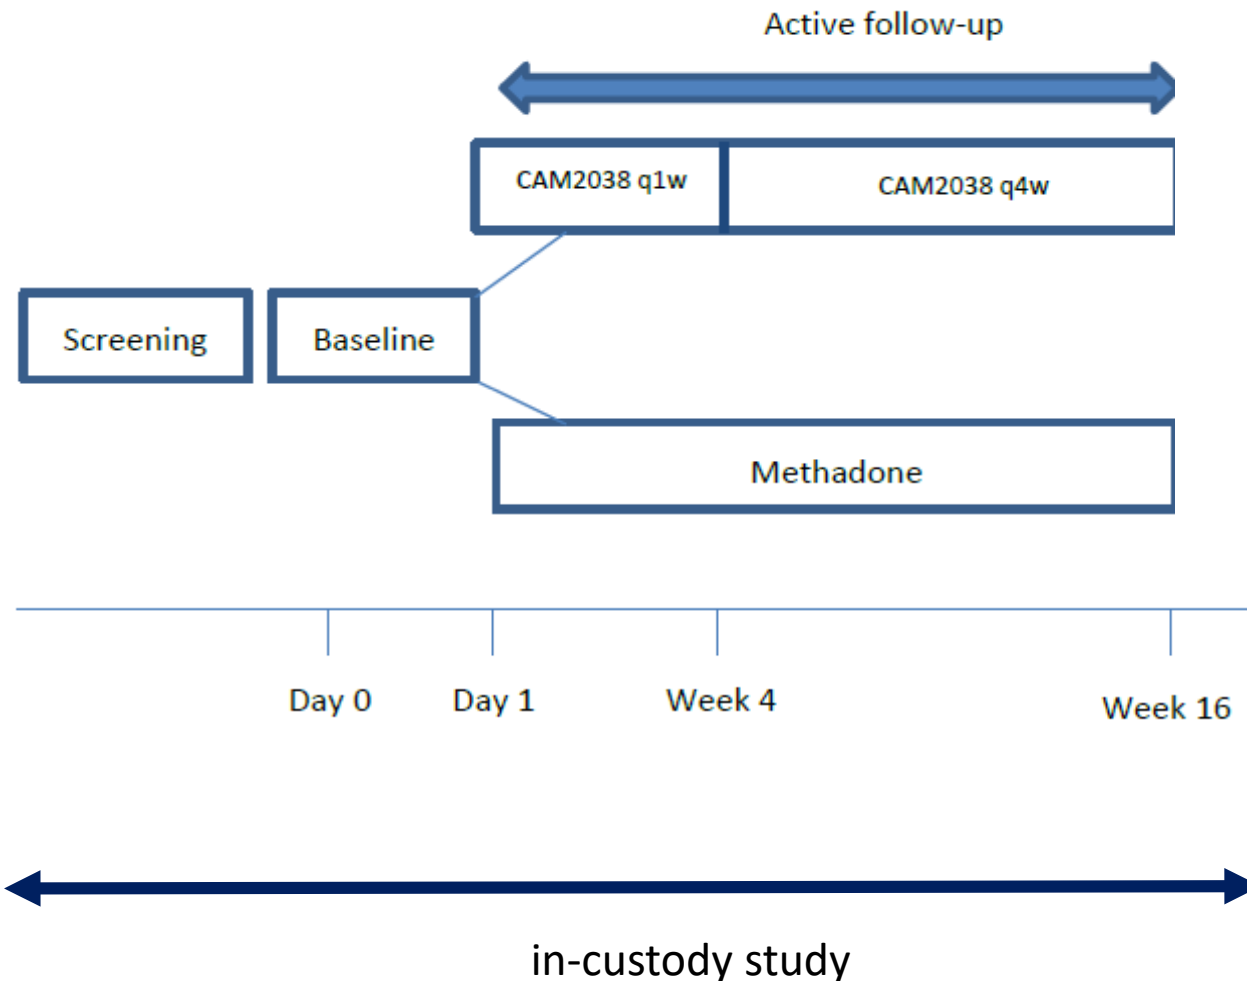 Active follow-up
CAM2038 q1w
CAM2038 q4w
Screening
Baseline
Methadone
Day 0
Day 1
Week 4
Week 16
in-custody study